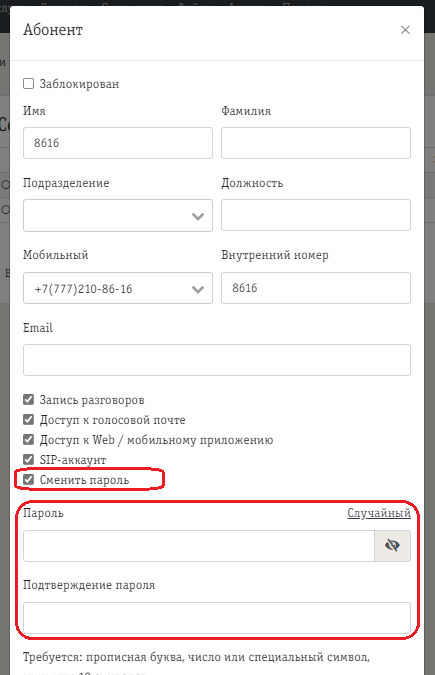 Абонент
Заблокирован
Имя Фамилия
8616
Подразделение Должность
Мобильный Внутренний номер
+7(777)210-86-16 8616
Email
Запись разговоров
Доступ к голосовой почте
Доступ к Web / мобильному приложению
SIP-аккаунт
Сменить пароль
Пароль Случайный
Подтверждение пароля
Требуется: прописная буква, число или специальный символ,